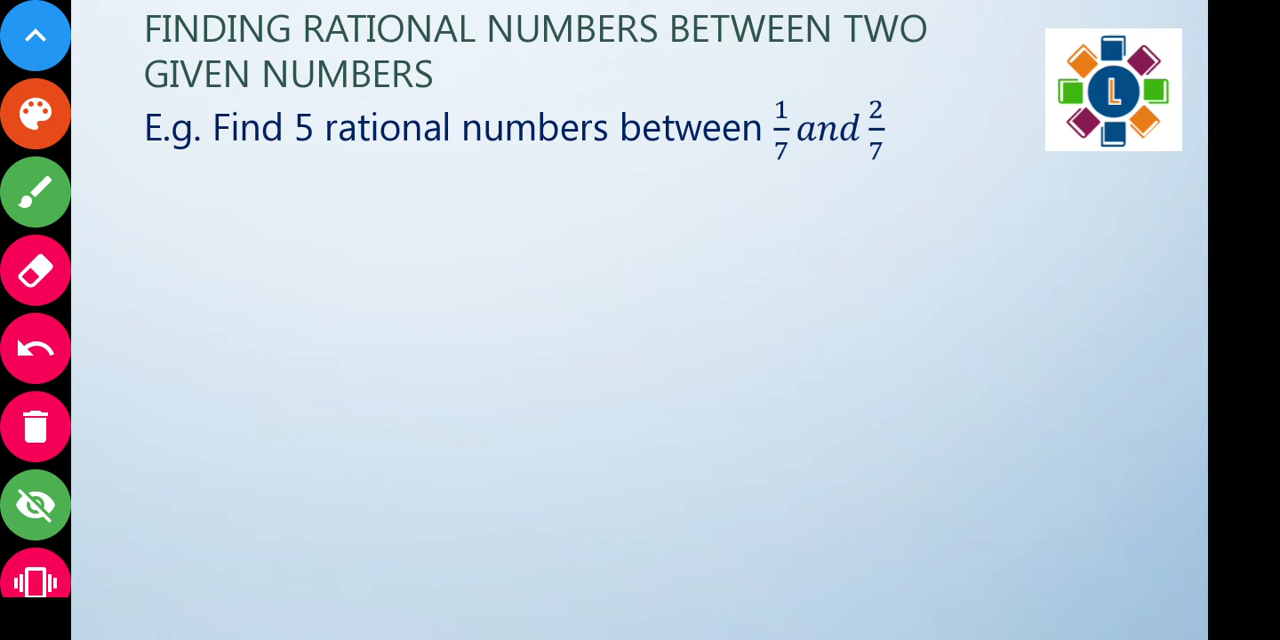 FINDING RATIONAL NUMBERS BETWEEN TWO
GIVEN NUMBERS
E.g. Find 5 rational numbers between 1/7 and 2/7
L